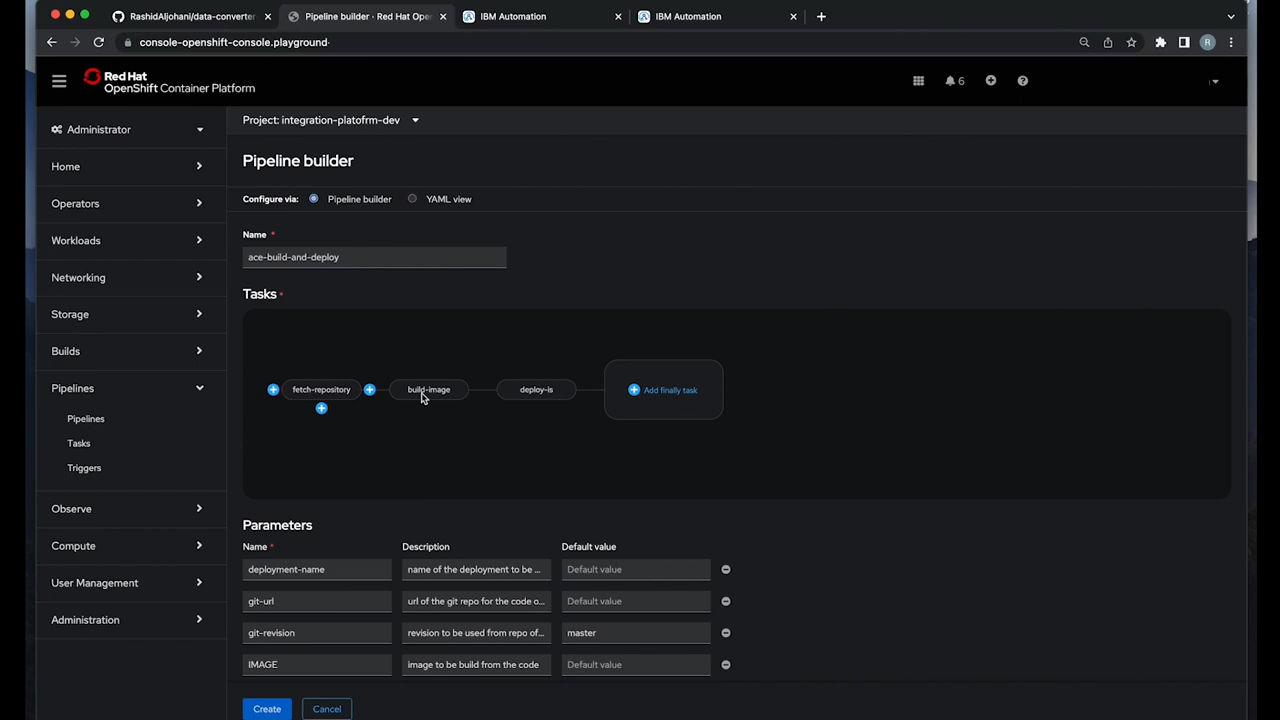 RashidAljohani/data-converter
Pipeline builder · Red Hat Ope
IBM Automation
IBM Automation
console-openshift-console.playground
R
Red Hat
OpenShift Container Platform
6
Administrator
Home
Operators
Workloads
Networking
Storage
Builds
Pipelines
Pipelines
Tasks
Triggers
Observe
Compute
User Management
Administration
Project: integration-platofrm-dev
Pipeline builder
Configure via: Pipeline builder YAML view
Name *
ace-build-and-deploy
Tasks *
fetch-repository build-image deploy-is Add finally task
Parameters
Name * Description Default value
deployment-name name of the deployment to be ... Default value
git-url url of the git repo for the code o... Default value
git-revision revision to be used from repo of... master
IMAGE image to be build from the code Default value
Create Cancel